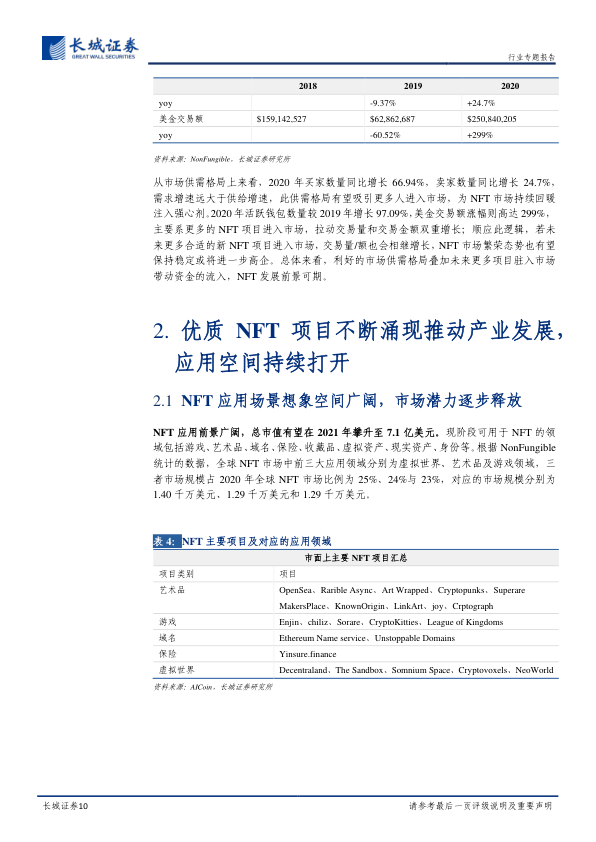 长城证券
GREAT WALL SECURITIES
行业专题报告
2018 2019 2020
yoy -9.37% +24.7%
美金交易额 $159,142,527 $62,862,687 $250,840,205
yoy -60.52% +299%
资料来源：NonFungible，长城证券研究所
从市场供需格局上来看，2020 年买家数量同比增长 66.94%，卖家数量同比增长 24.7%，
需求增速远大于供给增速，此供需格局有望吸引更多人进入市场，为 NFT 市场持续回暖
注入强心剂。2020 年活跃钱包数量较 2019 年增长 97.09%，美金交易额涨幅则高达 299%，
主要系更多的 NFT 项目进入市场，拉动交易量和交易金额双重增长；顺应此逻辑，若未
来更多合适的新 NFT 项目进入市场，交易量/额也会相继增长，NFT 市场繁荣态势也有望
保持稳定或将进一步高企。总体来看，利好的市场供需格局叠加未来更多项目驻入市场
带动资金的流入，NFT 发展前景可期。
2. 优质 NFT 项目不断涌现推动产业发展，
应用空间持续打开
2.1 NFT 应用场景想象空间广阔，市场潜力逐步释放
NFT 应用前景广阔，总市值有望在 2021 年攀升至 7.1 亿美元。现阶段可用于 NFT 的领
域包括游戏、艺术品、域名、保险、收藏品、虚拟资产、现实资产、身份等。根据 NonFungible
统计的数据，全球 NFT 市场中前三大应用领域分别为虚拟世界、艺术品及游戏领域，三
者市场规模占 2020 年全球 NFT 市场比例为 25%、24%与 23%，对应的市场规模分别为
1.40 千万美元、1.29 千万美元和 1.29 千万美元。
表 4：NFT 主要项目及对应的应用领域
市面上主要 NFT 项目汇总
项目类别 项目
艺术品 OpenSea、Rarible Async、Art Wrapped、Cryptopunks、Superare
MakersPlace、KnownOrigin、LinkArt、joy、Crptograph
游戏 Enjin、chiliz、Sorare、CryptoKitties、League of Kingdoms
域名 Ethereum Name service、Unstoppable Domains
保险 Yinsure.finance
虚拟世界 Decentraland、The Sandbox、Somnium Space、Cryptovoxels、NeoWorld
资料来源：AICoin，长城证券研究所
长城证券10 请参考最后一页评级说明及重要声明